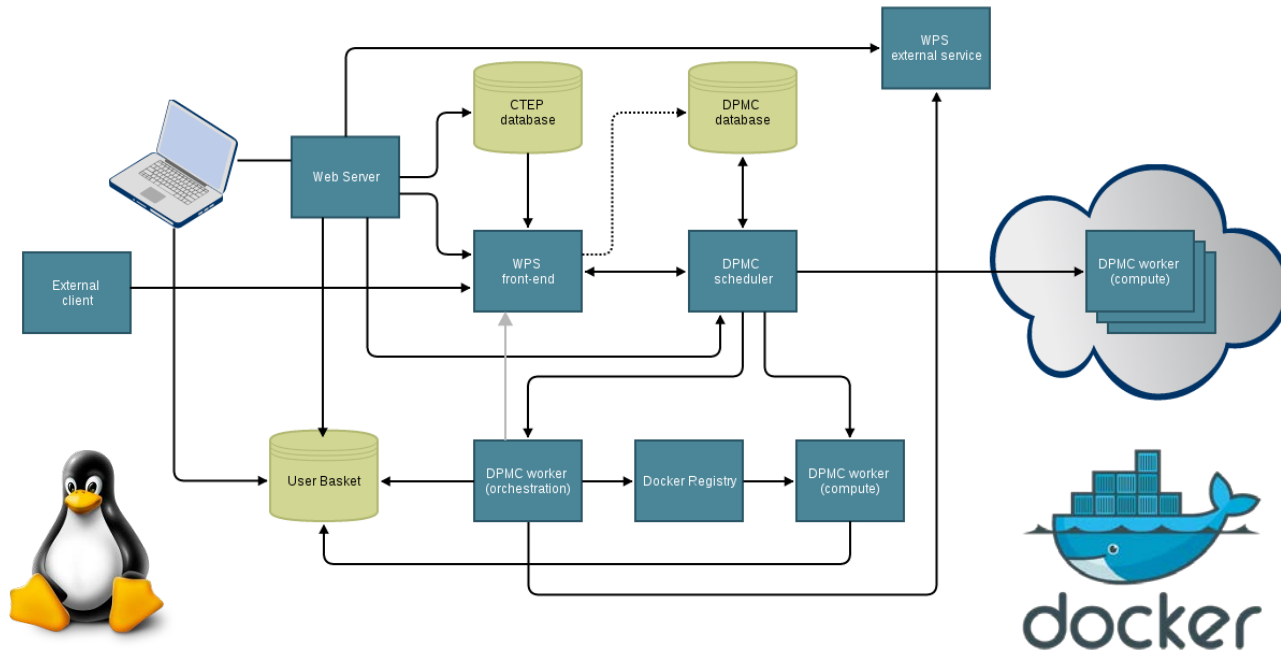 WPS
external service
CTEP
database
DPMC
database
Web Server
WPS
front-end
DPMC
scheduler
DPMC worker
(compute)
External
client
User Basket
DPMC worker
(orchestration)
Docker Registry
DPMC worker
(compute)
docker